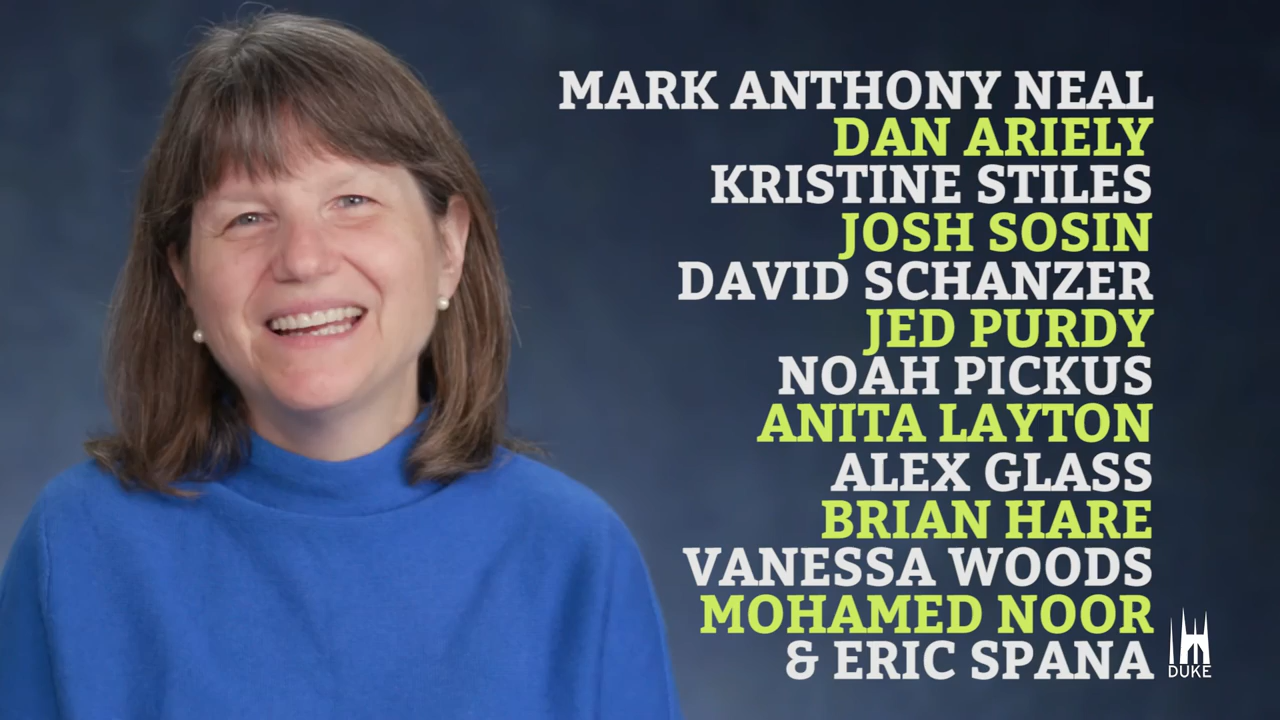 MARK ANTHONY NEAL
DAN ARIELY
KRISTINE STILES
JOSH SOSIN
DAVID SCHANZER
JED PURDY
NOAH PICKUS
ANITA LAYTON
ALEX GLASS
BRIAN HARE
VANESSA WOODS
MOHAMED NOOR
& ERIC SPANA
DUKE